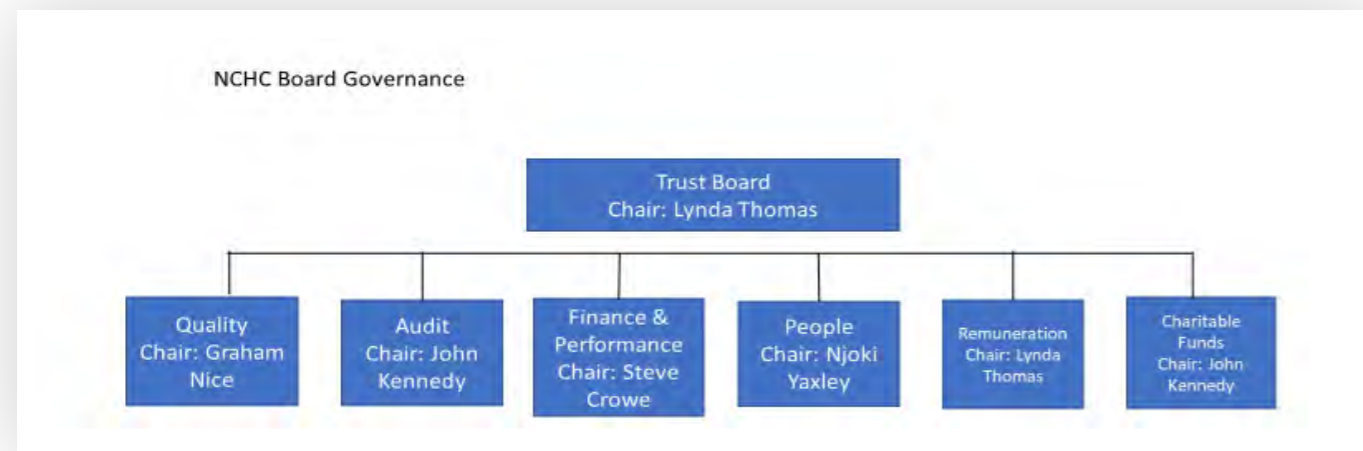 NCHC Board Governance
Trust Board
Chair: Lynda Thomas
Quality
Chair: Graham
Nice
Audit
Chair: John
Kennedy
Finance &
Performance
Chair: Steve
Crowe
People
Chair: Njoki
Yaxley
Remuneration
Chair: Lynda
Thomas
Charitable
Funds
Chair: John
Kennedy